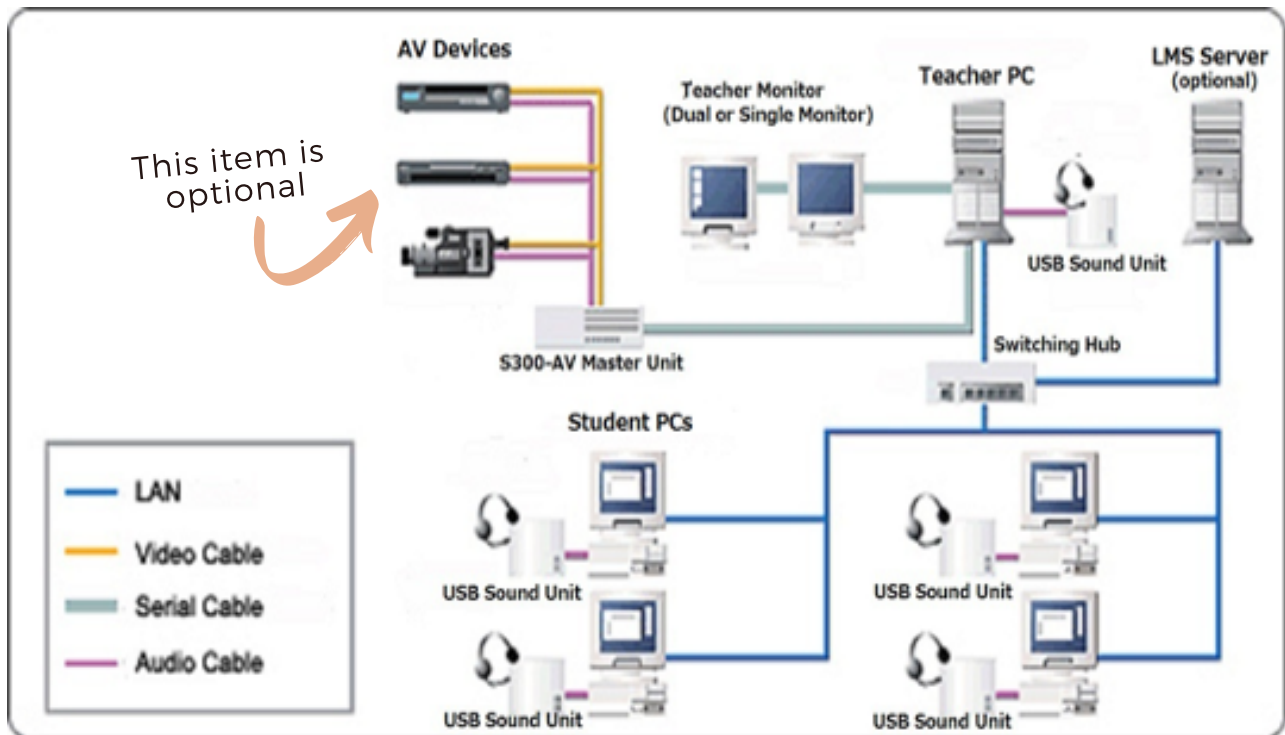 AV Devices
This item is
optional
Teacher Monitor
(Dual or Single Monitor)
Teacher PC
LMS Server
(optional)
USB Sound Unit
S300-AV Master Unit
Switching Hub
Student PCs
USB Sound Unit
USB Sound Unit
USB Sound Unit
USB Sound Unit
LAN
Video Cable
Serial Cable
Audio Cable